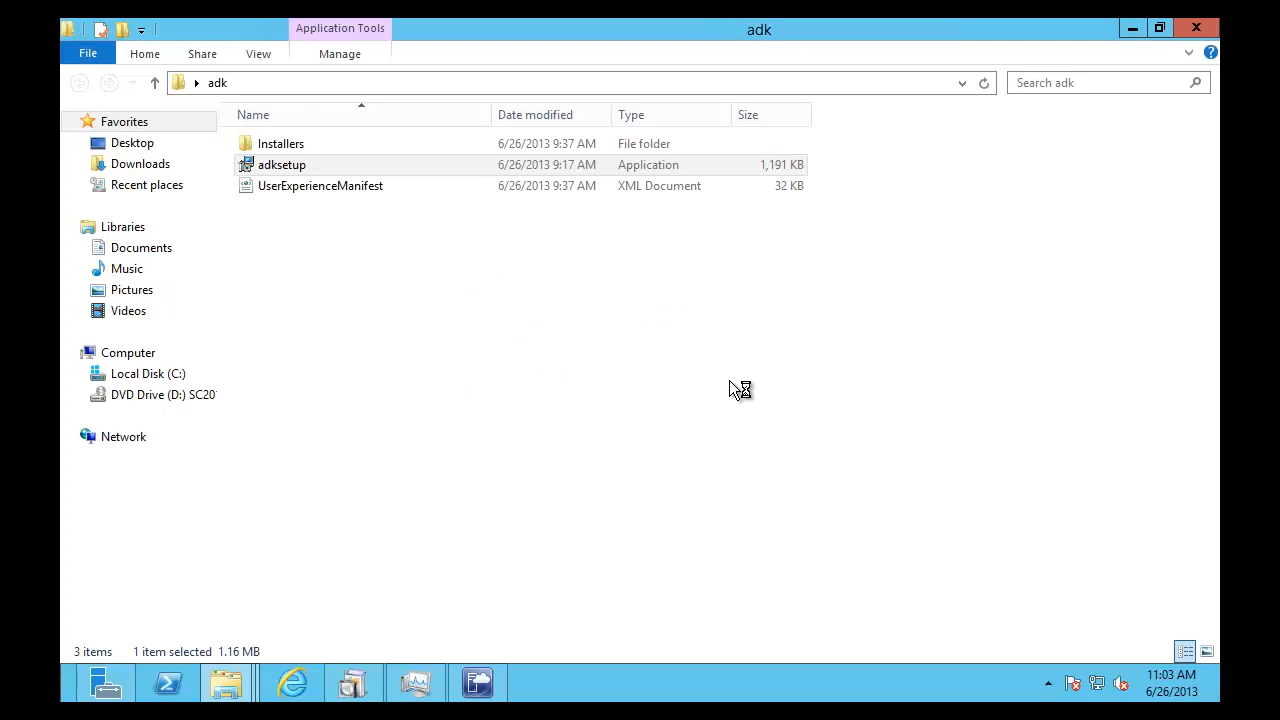 Application Tools
adk
File
Home
Share
View
Manage
adk
Search adk
Name
Date modified
Type
Size
Favorites
Desktop
Downloads
Recent places
Libraries
Documents
Music
Pictures
Videos
Computer
Local Disk (C:)
DVD Drive (D:) SC20
Network
Installers 6/26/2013 9:37 AM File folder
adksetup 6/26/2013 9:17 AM Application 1,191 KB
UserExperienceManifest 6/26/2013 9:37 AM XML Document 32 KB
3 items 1 item selected 1.16 MB
11:03 AM
6/26/2013